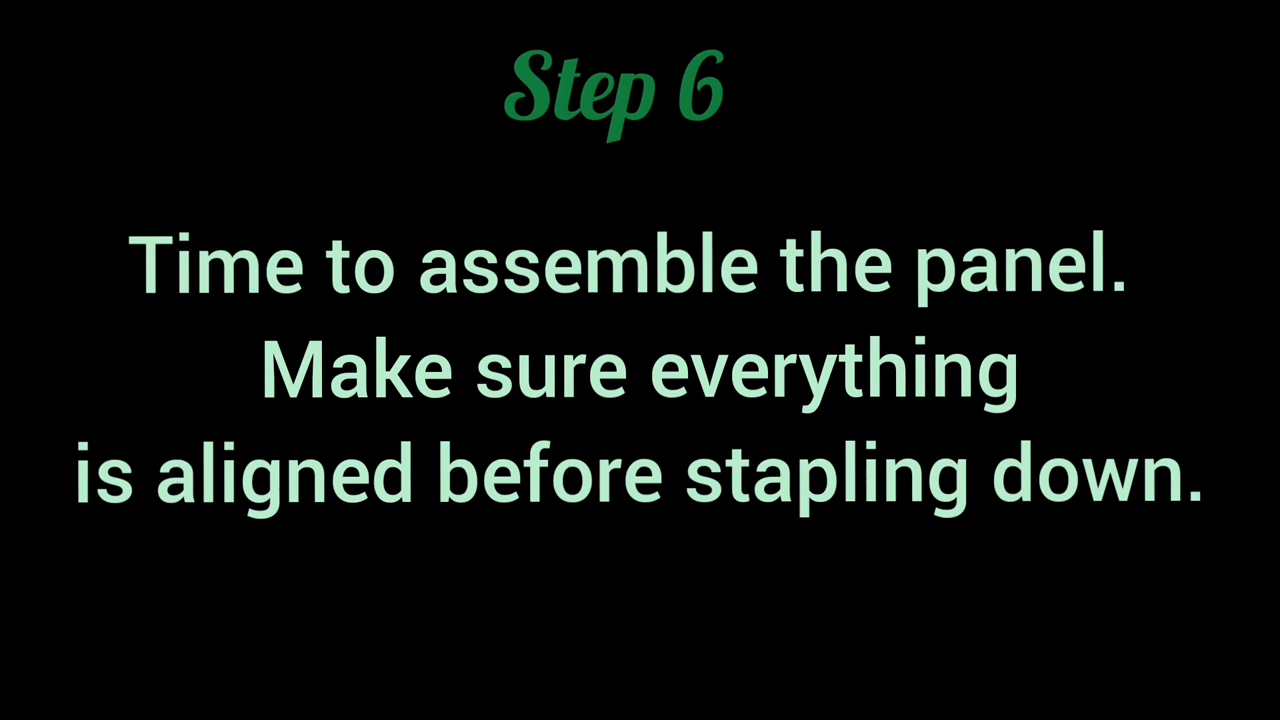 Step 6
Time to assemble the panel.
Make sure everything
is aligned before stapling down.